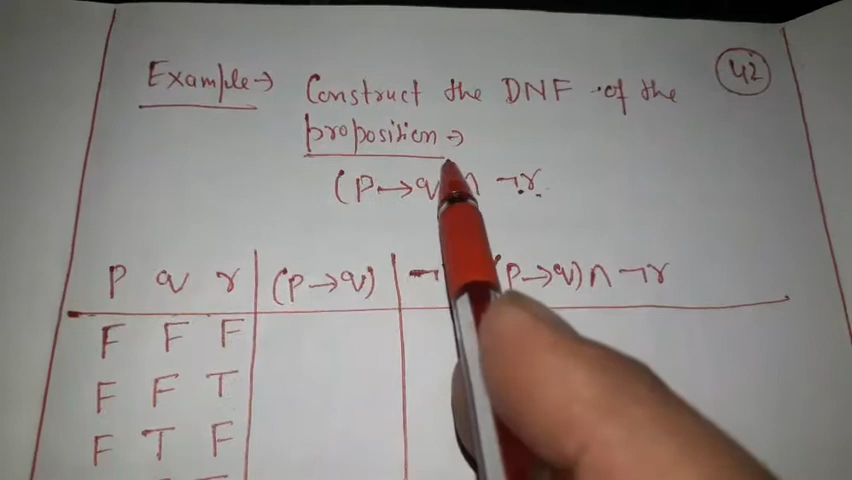 Example→ Construct the DNF of the 42
proposition→
(P→q) ∧ ¬r
P q r (P→q) ¬ (P→q)∧ ¬r
F F F
F F T
F T F